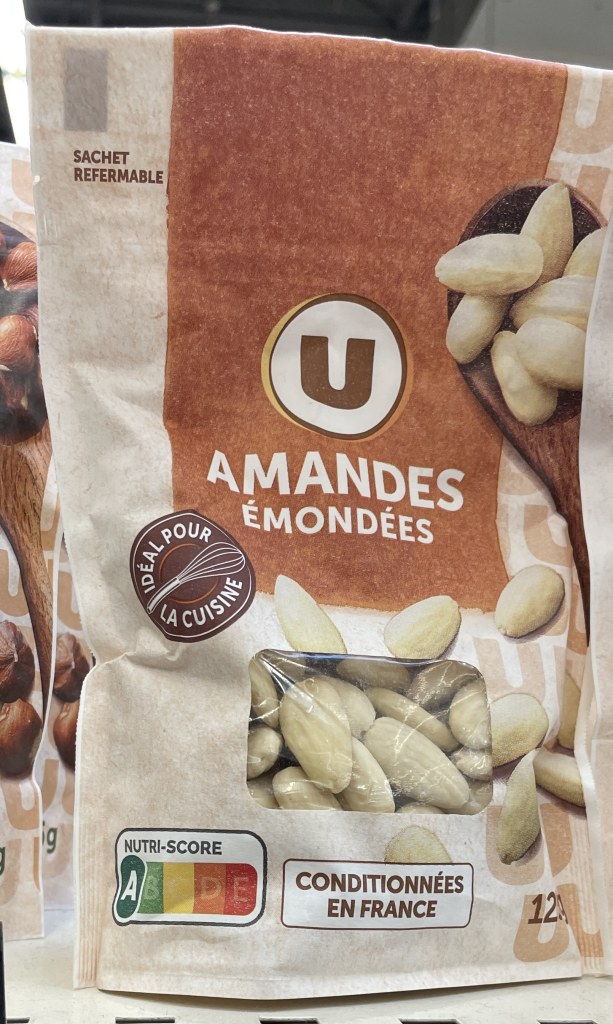 SACHET
REFERMABLE
U
AMANDES
ÉMONDÉES
IDÉAL POUR
LA CUISINE
NUTRI-SCORE
A B C D E
CONDITIONNÉES
EN FRANCE